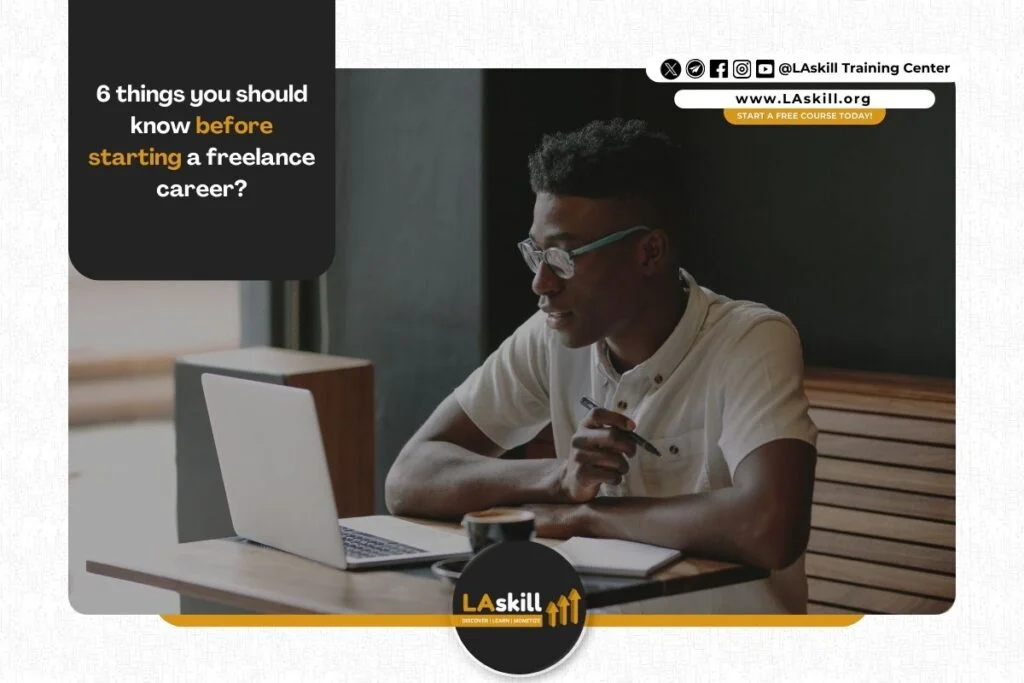 6 things you should
know before
starting a freelance
career?
@LAskill Training Center
www.LAskill.org
START A FREE COURSE TODAY!
LAskill
DISCOVER | LEARN | MONETIZE